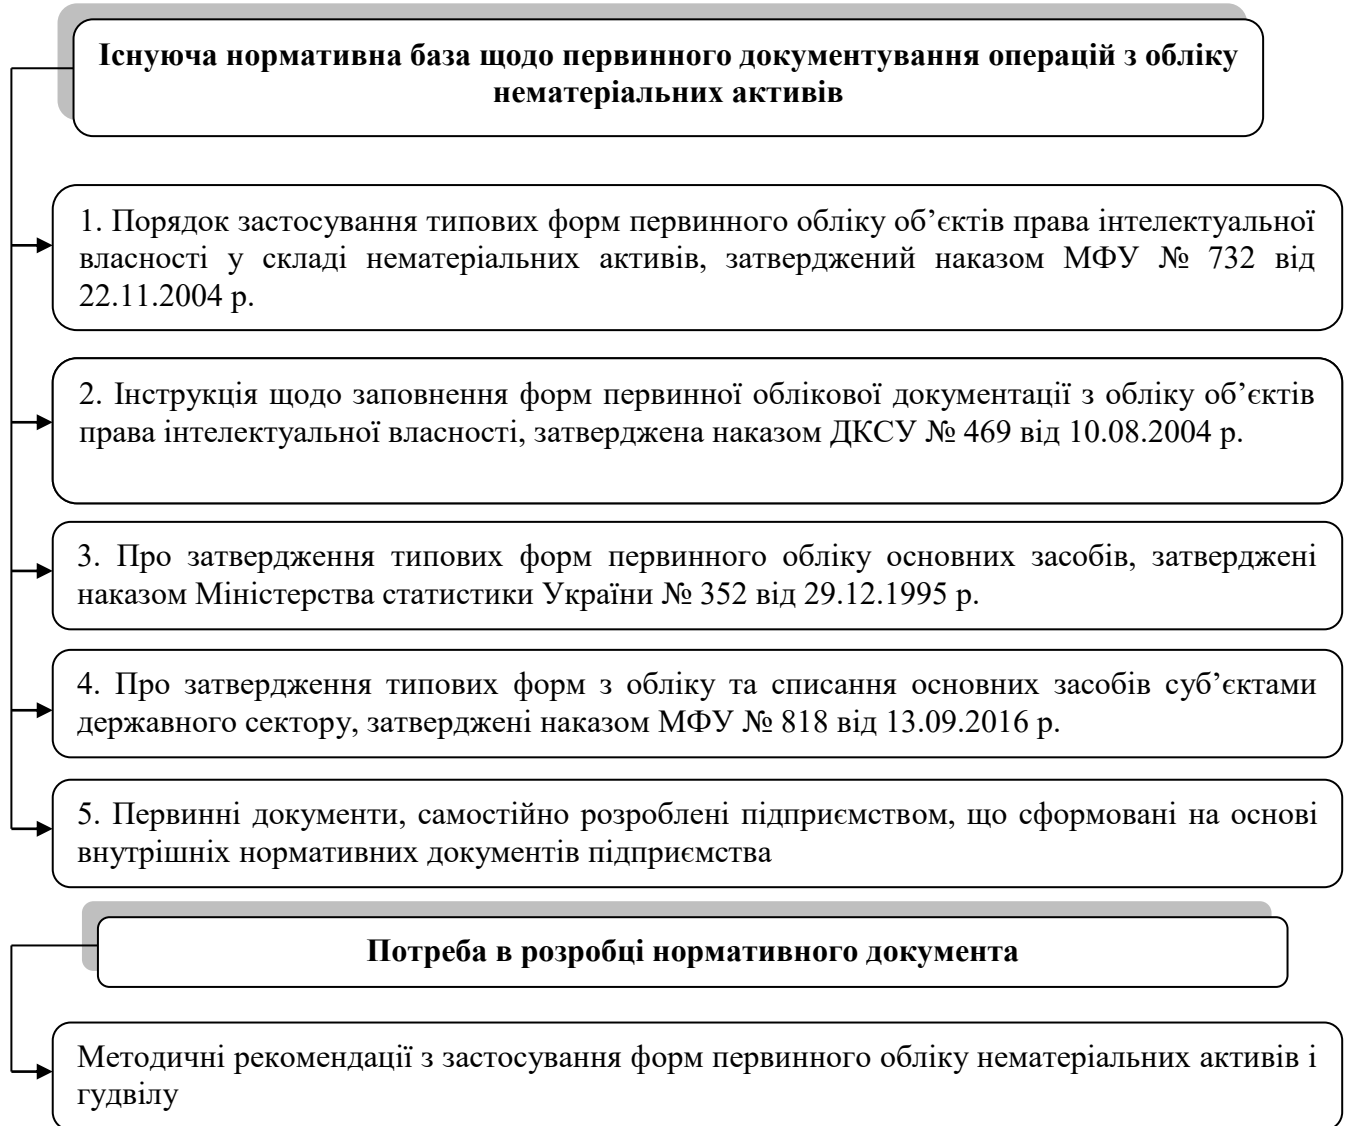 Існуюча нормативна база щодо первинного документування операцій з обліку
нематеріальних активів
1. Порядок застосування типових форм первинного обліку об’єктів права інтелектуальної
власності у складі нематеріальних активів, затверджений наказом МФУ № 732 від
22.11.2004 р.
2. Інструкція щодо заповнення форм первинної облікової документації з обліку об’єктів
права інтелектуальної власності, затверджена наказом ДКСУ № 469 від 10.08.2004 р.
3. Про затвердження типових форм первинного обліку основних засобів, затверджені
наказом Міністерства статистики України № 352 від 29.12.1995 р.
4. Про затвердження типових форм з обліку та списання основних засобів суб’єктами
державного сектору, затверджені наказом МФУ № 818 від 13.09.2016 р.
5. Первинні документи, самостійно розроблені підприємством, що сформовані на основі
внутрішніх нормативних документів підприємства
Потреба в розробці нормативного документа
Методичні рекомендації з застосування форм первинного обліку нематеріальних активів і
гудвілу